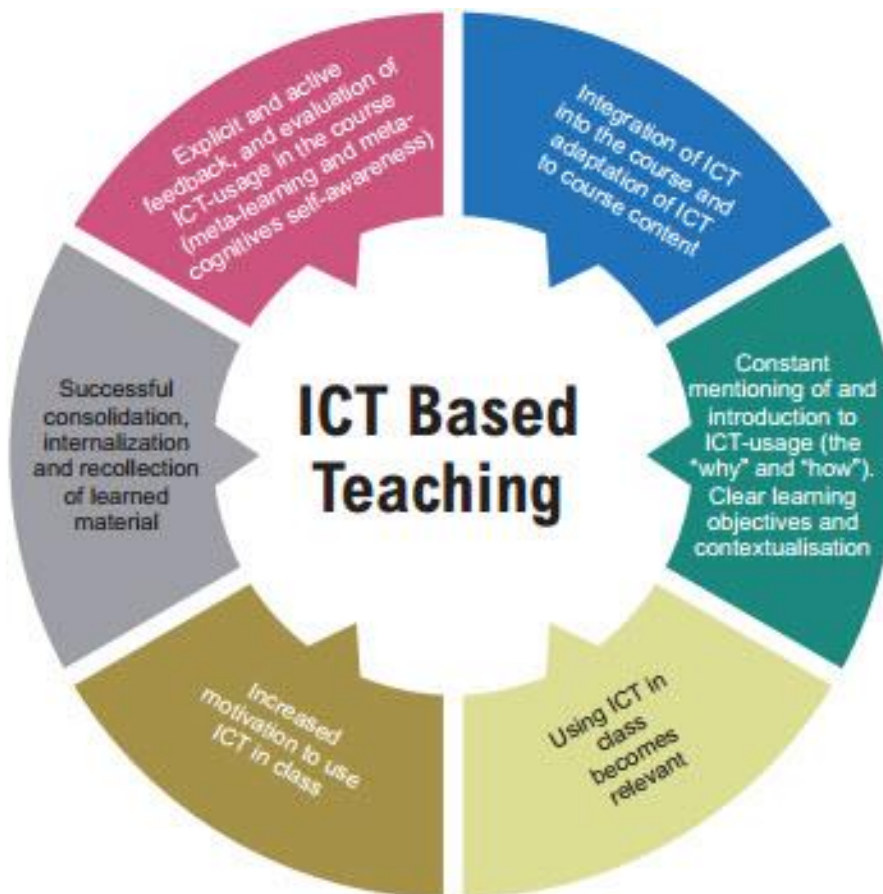 ICT Based
Teaching
Integration of ICT
into the course and
adaptation of ICT
to course content
Constant
mentioning of and
introduction to
ICT-usage (the
“why” and “how”).
Clear learning
objectives and
contextualisation
Using ICT in
class
becomes
relevant
Increased
motivation to use
ICT in class
Successful
consolidation,
internalization
and recollection
of learned
material
Explicit and active
feedback, and evaluation of
ICT-usage in the course
(meta-learning and meta-
cognitives self-awareness)